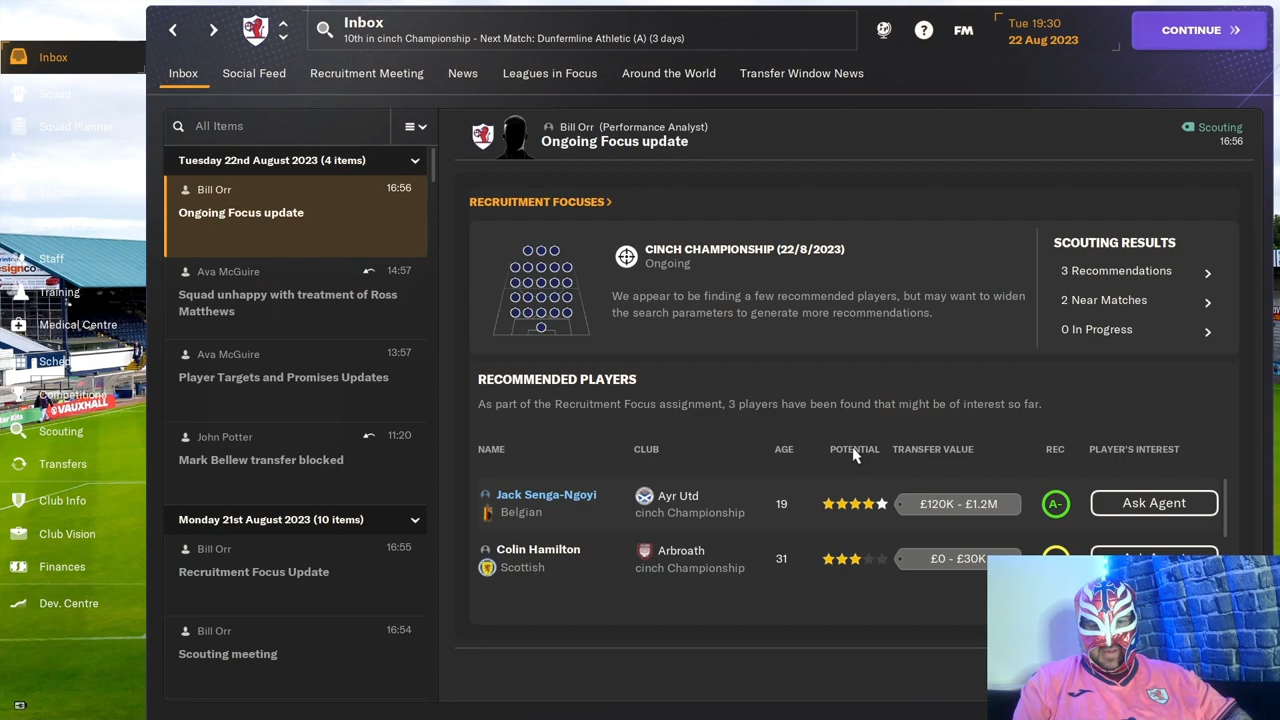 Inbox
10th in cinch Championship - Next Match: Dunfermline Athletic (A) (3 days)
?
FM
Tue 19:30
22 Aug 2023
CONTINUE
Inbox
Squad
Squad Planner
Staff
Training
Medical Centre
Sched
Competitions
VAUXHALL
Scouting
Transfers
Club Info
Club Vision
Finances
Dev. Centre
Inbox
Social Feed
Recruitment Meeting
News
Leagues in Focus
Around the World
Transfer Window News
All Items
Tuesday 22nd August 2023 (4 items)
Bill Orr
16:56
Ongoing Focus update
Ava McGuire
14:57
Squad unhappy with treatment of Ross
Matthews
Ava McGuire
13:57
Player Targets and Promises Updates
John Potter
11:20
Mark Bellew transfer blocked
Monday 21st August 2023 (10 items)
Bill Orr
16:55
Recruitment Focus Update
Bill Orr
16:54
Scouting meeting
Bill Orr (Performance Analyst)
Ongoing Focus update
Scouting
16:56
RECRUITMENT FOCUSES >
CINCH CHAMPIONSHIP (22/8/2023)
Ongoing
We appear to be finding a few recommended players, but may want to widen
the search parameters to generate more recommendations.
SCOUTING RESULTS
3 Recommendations
2 Near Matches
0 In Progress
RECOMMENDED PLAYERS
As part of the Recruitment Focus assignment, 3 players have been found that might be of interest so far.
NAME
CLUB
AGE
POTENTIAL
TRANSFER VALUE
REC
PLAYER'S INTEREST
Jack Senga-Ngoyi
Belgian
Ayr Utd
cinch Championship
19
£120K - £1.2M
A-
Ask Agent
Colin Hamilton
Scottish
Arbroath
cinch Championship
31
£0 - £30K